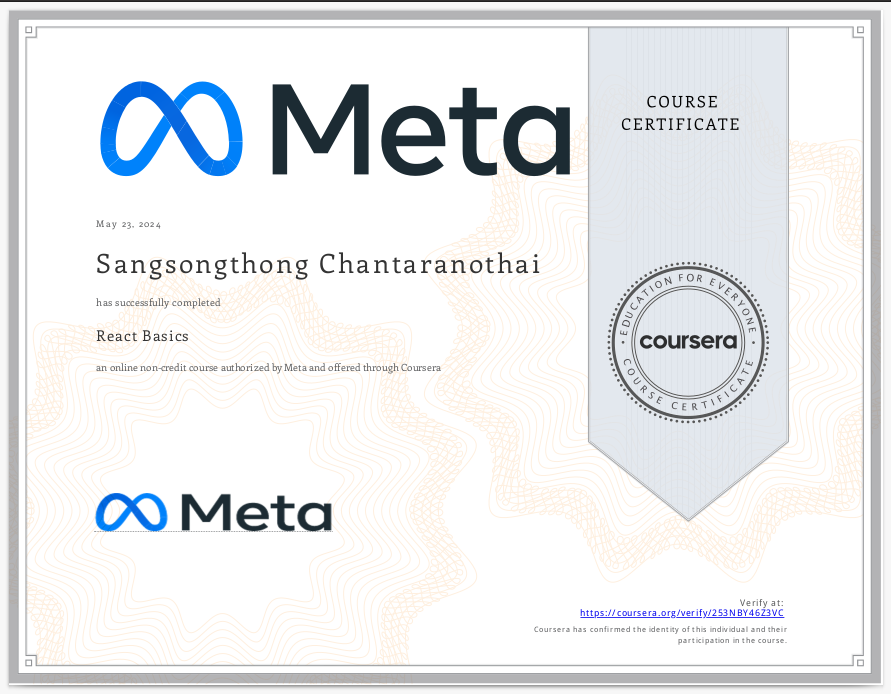 Meta
COURSE
CERTIFICATE
May 23, 2024
Sangsongthong Chantaranothai
has successfully completed
React Basics
an online non-credit course authorized by Meta and offered through Coursera
EDUCATION FOR EVERYONE
coursera
COURSE CERTIFICATE
Meta
Verify at:
https://coursera.org/verify/253NBY46Z3VC
Coursera has confirmed the identity of this individual and their
participation in the course.